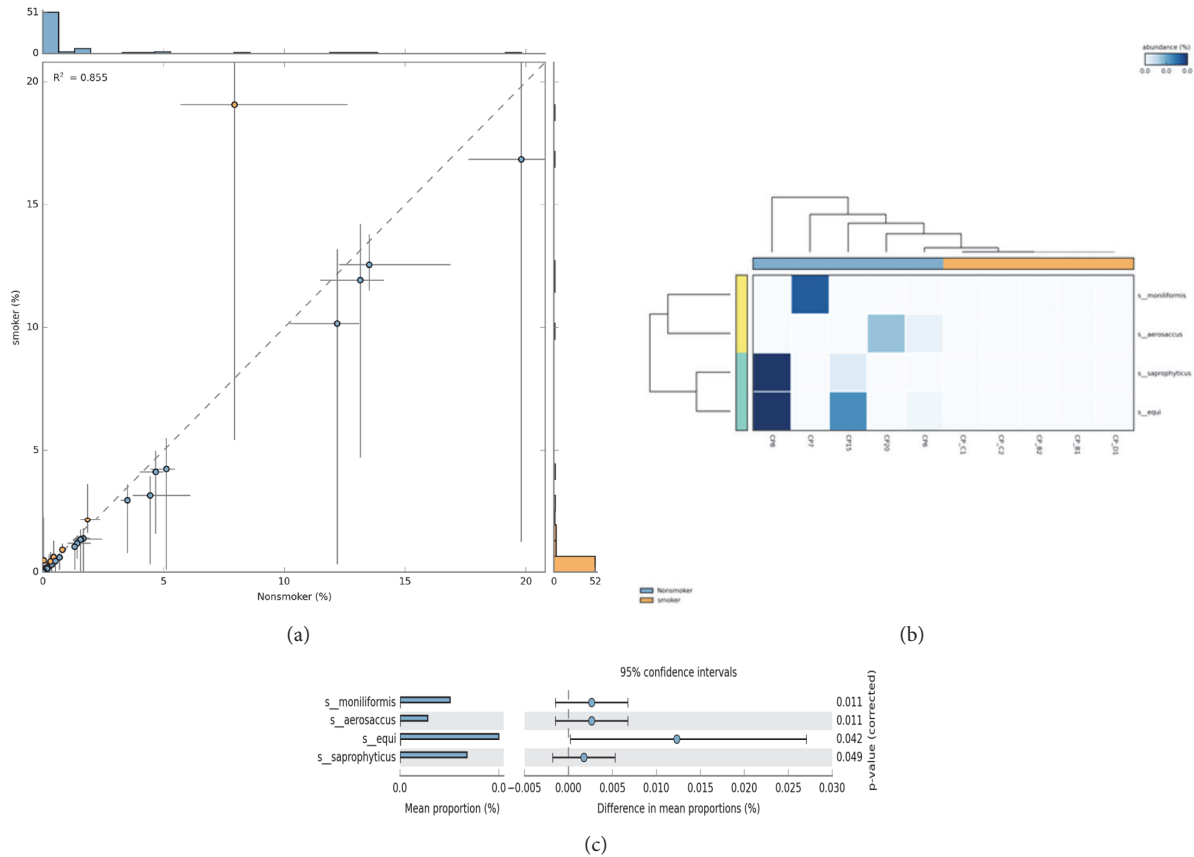 51
0
R² = 0.855
20
15
10
5
0
smoker (%)
0 5 10 15 20
Nonsmoker (%)
0 52
(a)
abundance (%)
0.0 0.0 0.0
s__moniliformis
s__aerosaccus
s__saprophyticus
s__equi
CP8 CP7 CP15 CP20 CP6 CP_C1 CP_C2 CP_B2 CP_B1 CP_D1
Nonsmoker
smoker
(b)
95% confidence intervals
s__moniliformis 0.011
s__aerosaccus 0.011
s__equi 0.042
s__saprophyticus 0.049
p-value (corrected)
0.0 0.0 −0.005 0.000 0.005 0.010 0.015 0.020 0.025 0.030
Mean proportion (%) Difference in mean proportions (%)
(c)